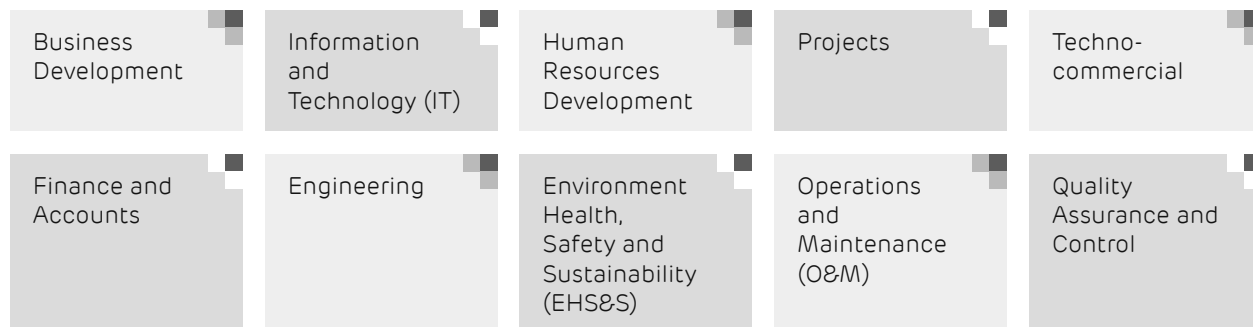 Business
Development
Information
and
Technology (IT)
Human
Resources
Development
Projects
Techno-
commercial
Finance and
Accounts
Engineering
Environment
Health,
Safety and
Sustainability
(EHS&S)
Operations
and
Maintenance
(O&M)
Quality
Assurance and
Control